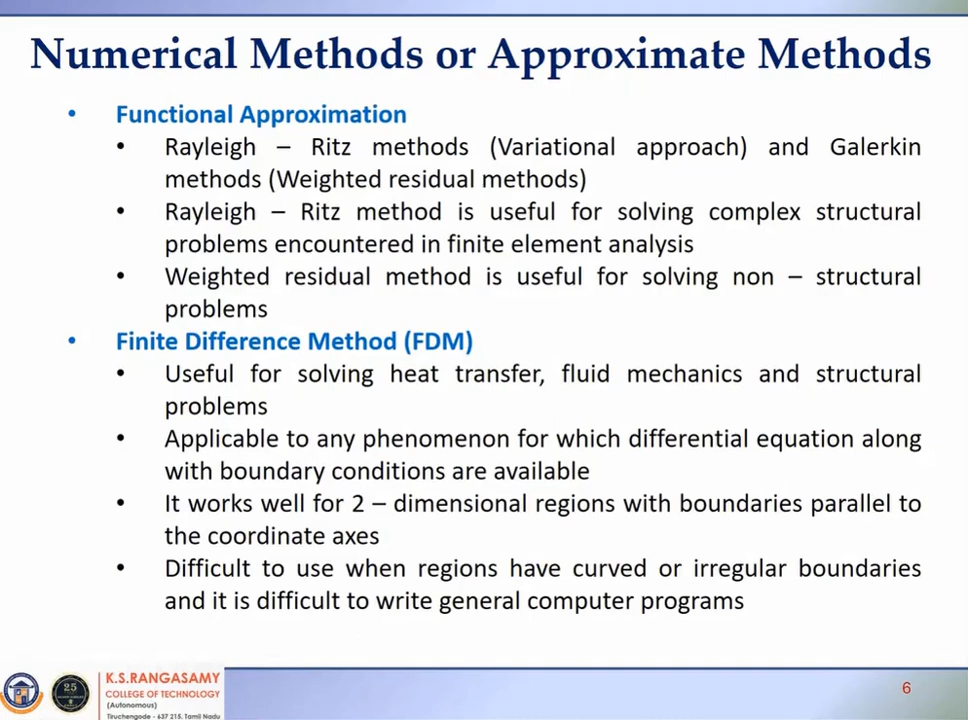 Numerical Methods or Approximate Methods
• Functional Approximation
• Rayleigh – Ritz methods (Variational approach) and Galerkin
methods (Weighted residual methods)
• Rayleigh – Ritz method is useful for solving complex structural
problems encountered in finite element analysis
• Weighted residual method is useful for solving non – structural
problems
• Finite Difference Method (FDM)
• Useful for solving heat transfer, fluid mechanics and structural
problems
• Applicable to any phenomenon for which differential equation along
with boundary conditions are available
• It works well for 2 – dimensional regions with boundaries parallel to
the coordinate axes
• Difficult to use when regions have curved or irregular boundaries
and it is difficult to write general computer programs
25
K.S.RANGASAMY
COLLEGE OF TECHNOLOGY
(Autonomous)
Tiruchengode - 637 215. Tamil Nadu
6